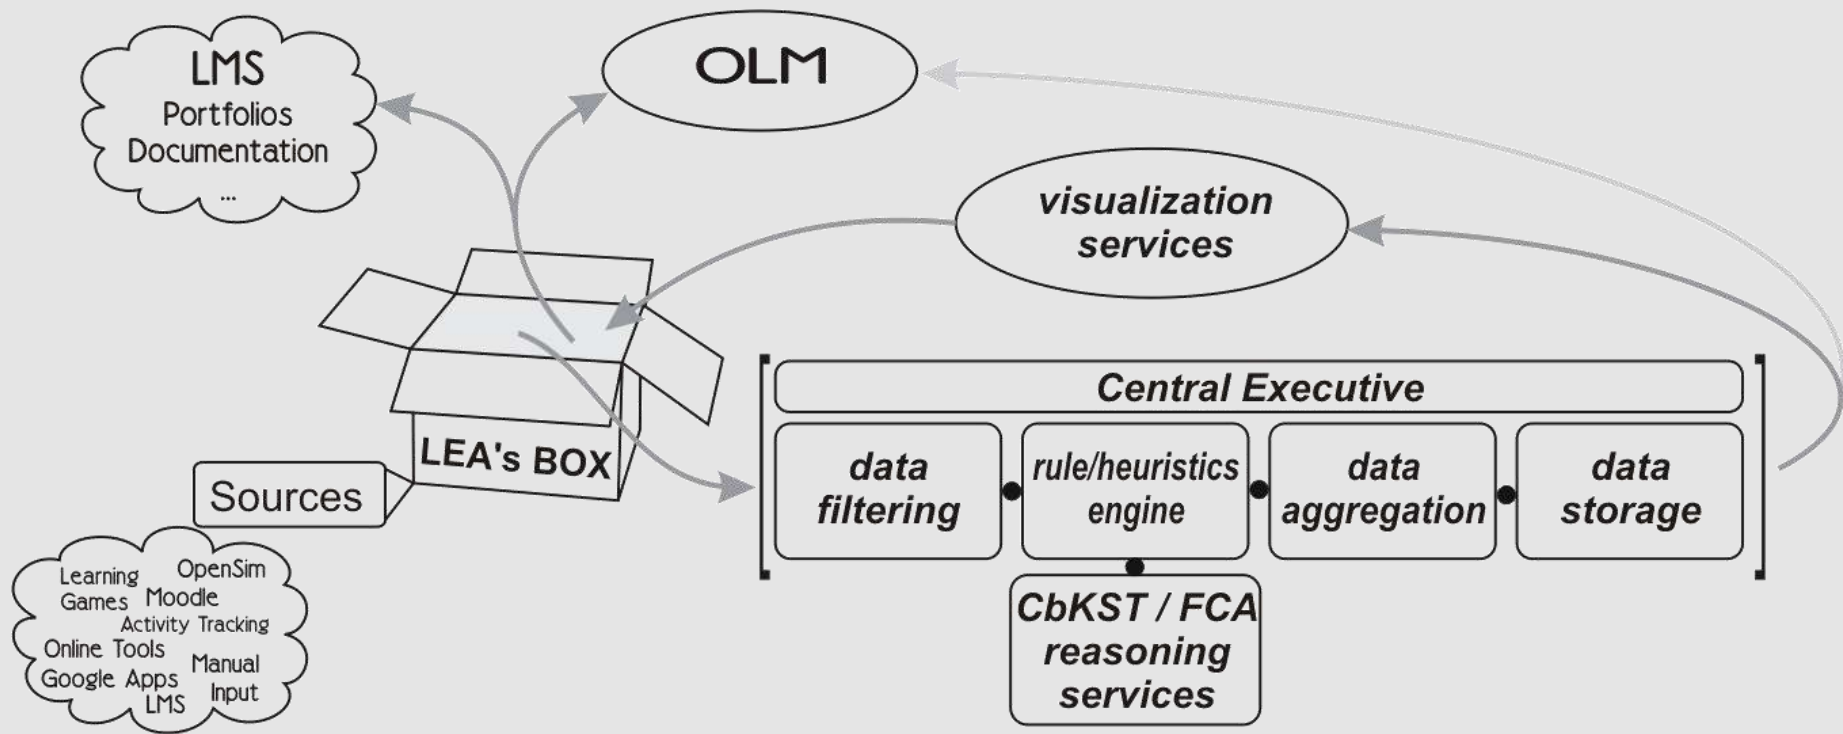 LMS
Portfolios
Documentation
...
OLM
visualization
services
LEA's BOX
Sources
Central Executive
data
filtering
rule/heuristics
engine
data
aggregation
data
storage
CbKST / FCA
reasoning
services
Learning
Games
OpenSim
Moodle
Activity Tracking
Online Tools
Manual
Input
Google Apps
LMS